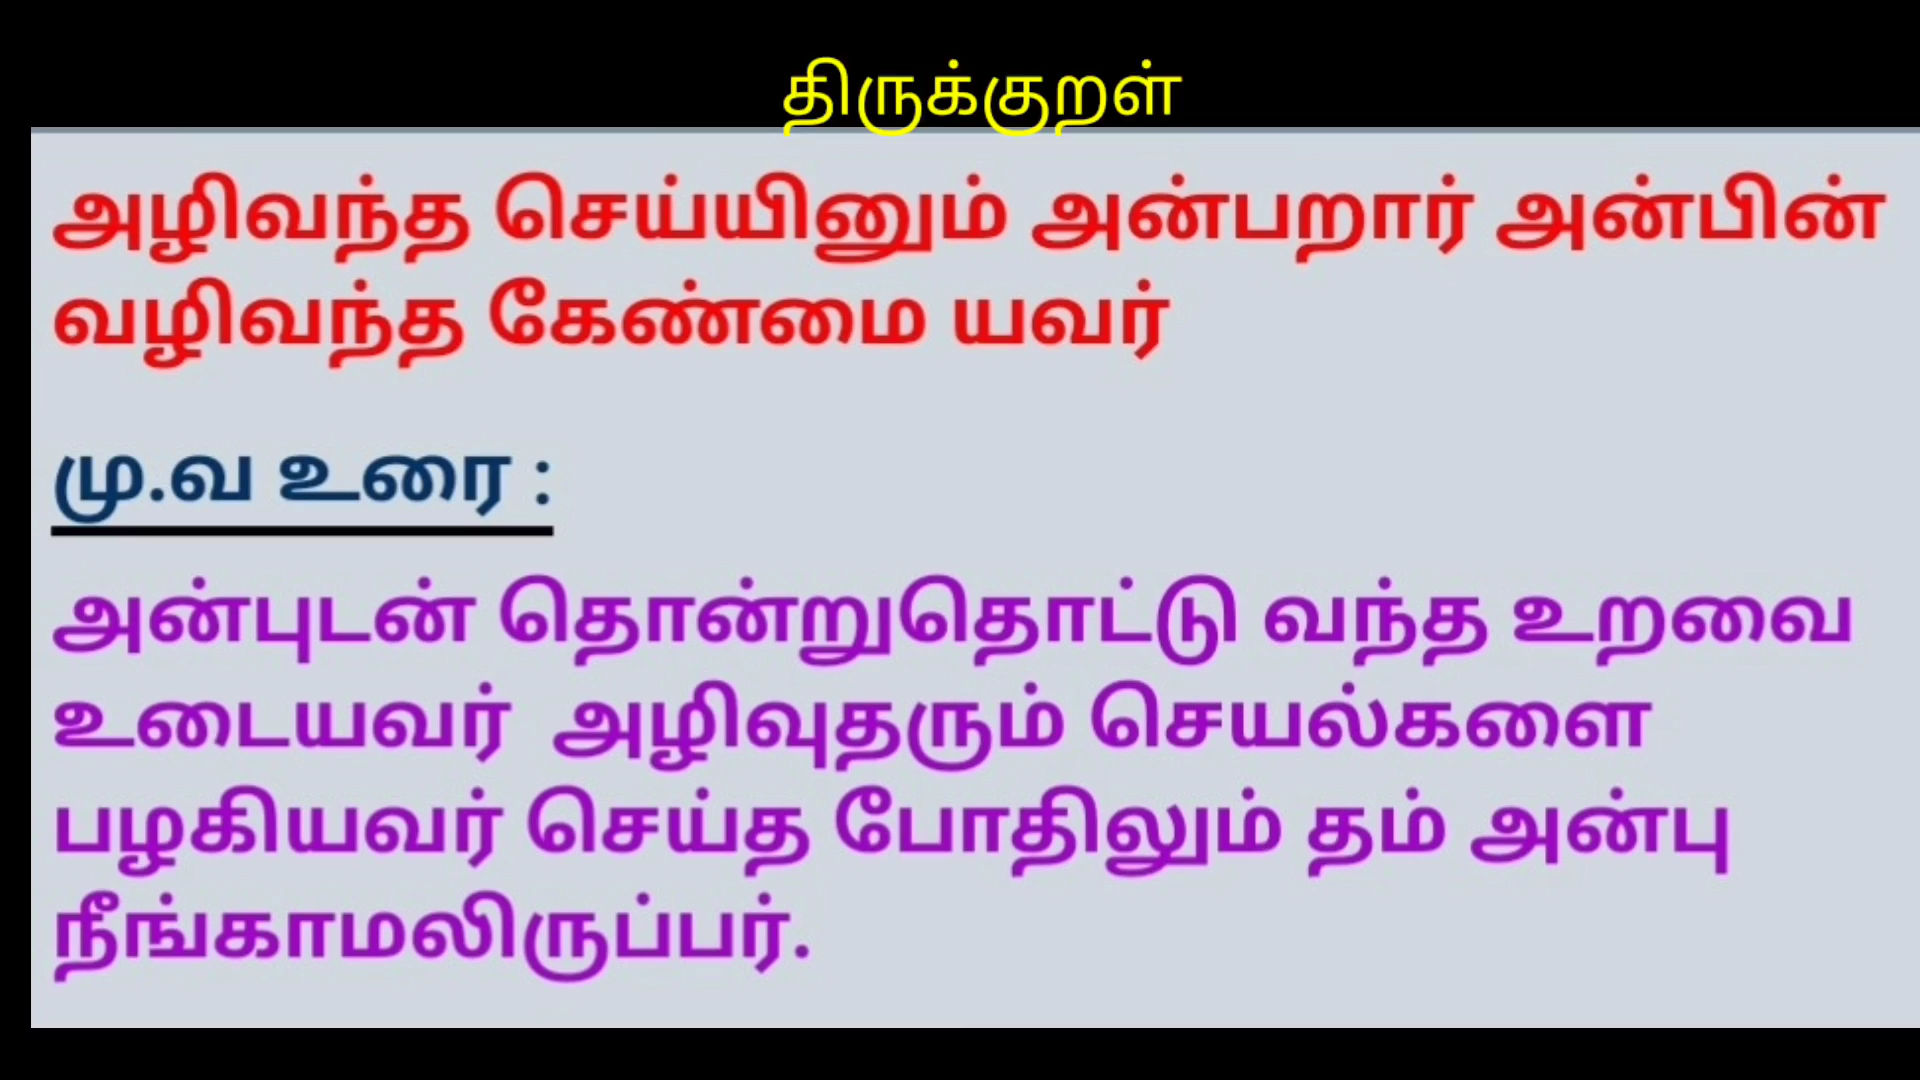 திருக்குறள்
அழிவந்த செய்யினும் அன்பறார் அன்பின்
வழிவந்த கேண்மை யவர்
மு.வ உரை :
அன்புடன் தொன்றுதொட்டு வந்த உறவை
உடையவர் அழிவுதரும் செயல்களை
பழகியவர் செய்த போதிலும் தம் அன்பு
நீங்காமலிருப்பர்.